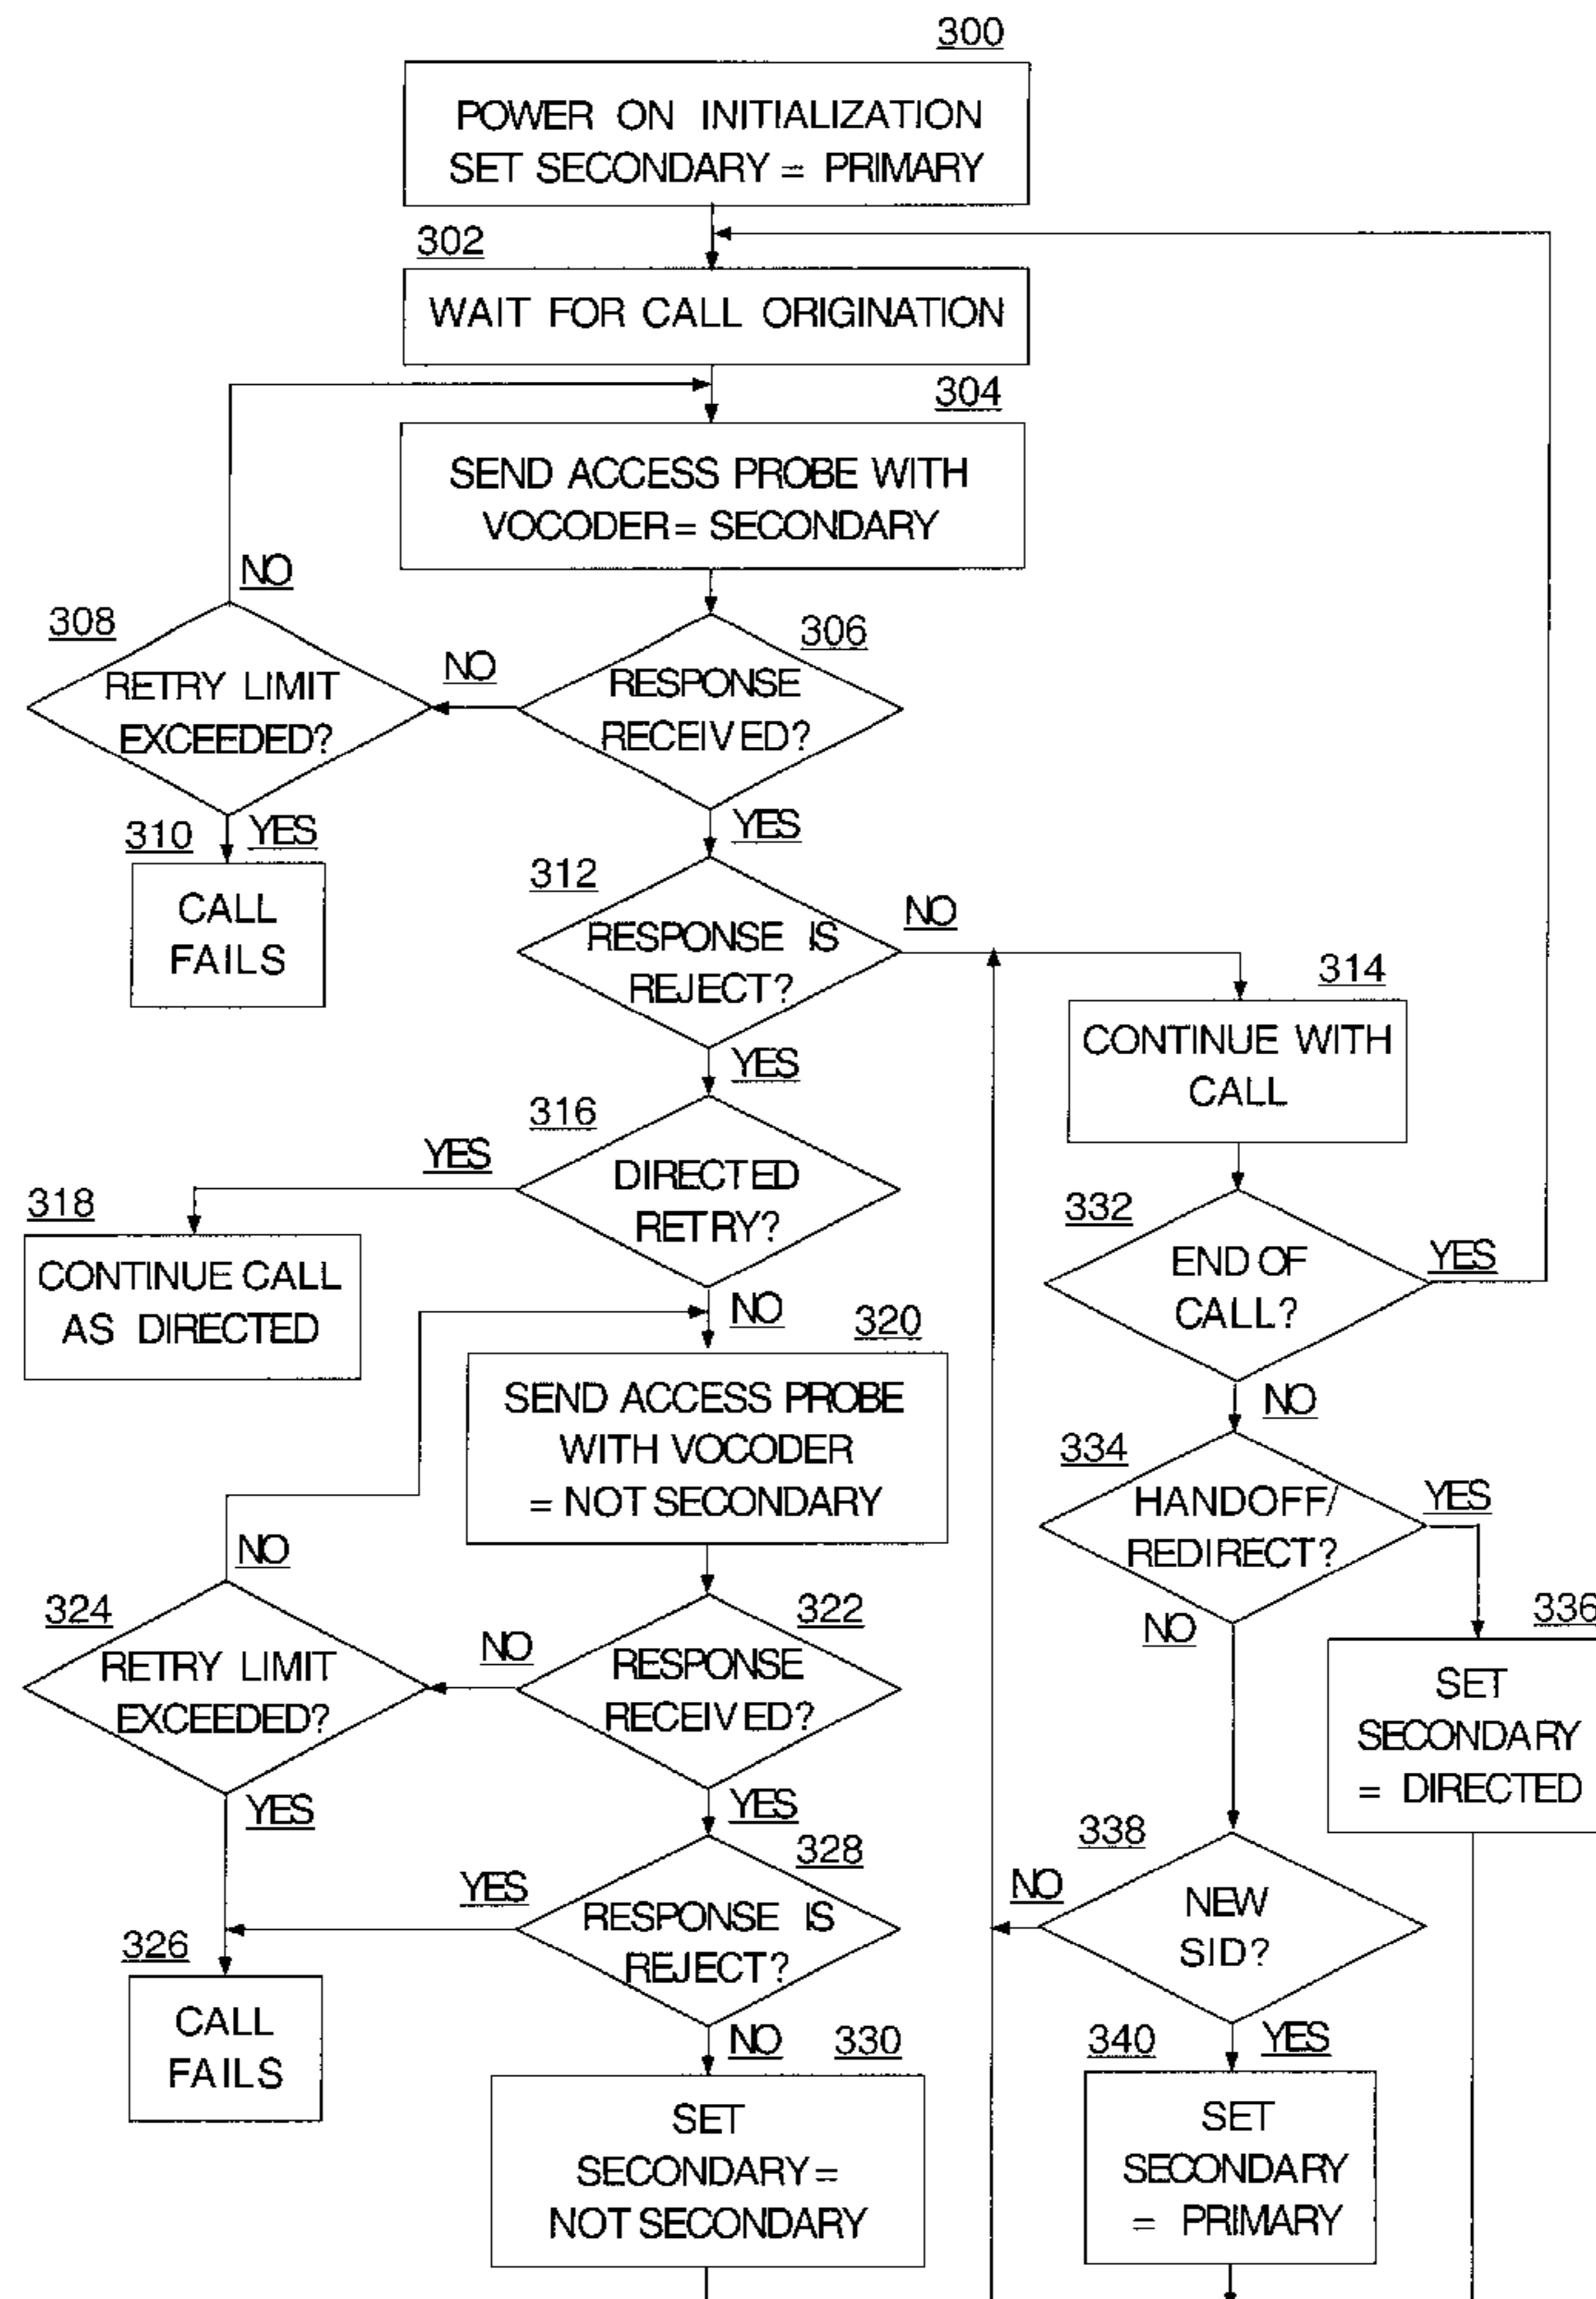 300
POWER ON INITIALIZATION
SET SECONDARY = PRIMARY
302
WAIT FOR CALL ORIGINATION
304
SEND ACCESS PROBE WITH
VOCODER = SECONDARY
NO
308
RETRY LIMIT
EXCEEDED?
NO
306
RESPONSE
RECEIVED?
310
YES
CALL
FAILS
YES
312
RESPONSE IS
REJECT?
NO
314
CONTINUE WITH
CALL
YES
316
DIRECTED
RETRY?
YES
318
CONTINUE CALL
AS DIRECTED
332
END OF
CALL?
YES
NO
320
SEND ACCESS PROBE
WITH VOCODER
= NOT SECONDARY
NO
334
HANDOFF/
REDIRECT?
YES
NO
324
RETRY LIMIT
EXCEEDED?
NO
322
RESPONSE
RECEIVED?
NO
336
SET
SECONDARY
= DIRECTED
YES
YES
328
RESPONSE IS
REJECT?
YES
326
CALL
FAILS
338
NEW
SID?
NO
NO
330
SET
SECONDARY =
NOT SECONDARY
340
YES
SET
SECONDARY
= PRIMARY